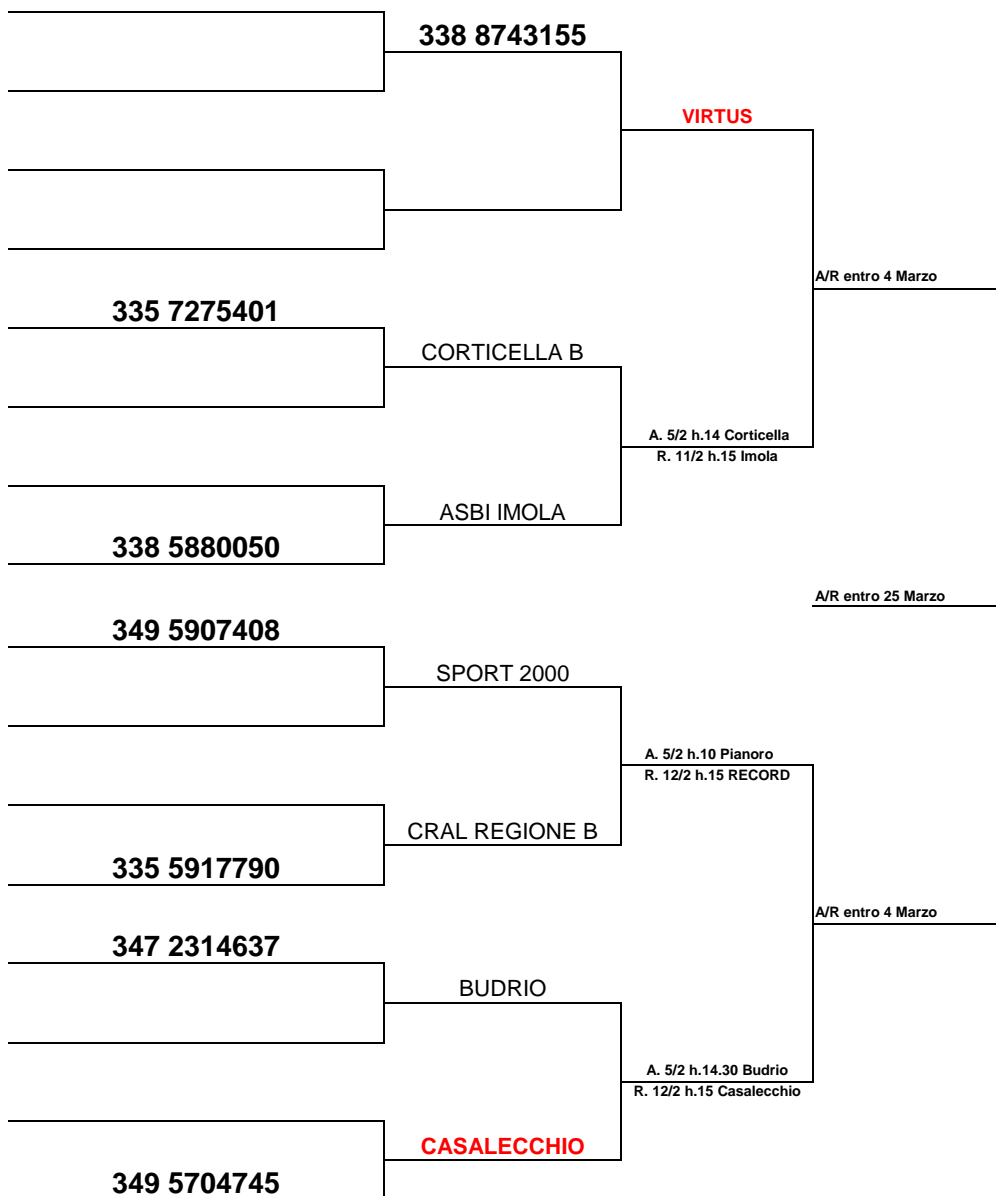 338 8743155
VIRTUS
A/R entro 4 Marzo
335 7275401
CORTICELLA B
A. 5/2 h.14 Corticella
R. 11/2 h.15 Imola
ASBI IMOLA
338 5880050
A/R entro 25 Marzo
349 5907408
SPORT 2000
A. 5/2 h.10 Pianoro
R. 12/2 h.15 RECORD
CRAL REGIONE B
335 5917790
A/R entro 4 Marzo
347 2314637
BUDRIO
A. 5/2 h.14.30 Budrio
R. 12/2 h.15 Casalecchio
CASALECCHIO
349 5704745